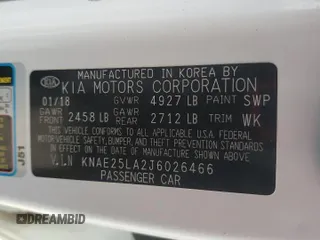 MANUFACTURED IN KOREA BY
KIA MOTORS CORPORATION
KIA
01/18 GVWR 4927 LB PAINT SWP
GAWR FRONT 2458 LB GAWR REAR 2712 LB TRIM WK
THIS VEHICLE CONFORMS TO ALL APPLICABLE U.S.A FEDERAL
MOTOR VEHICLE SAFETY, BUMPER, AND THEFT PREVENTION
STANDARDS IN EFFECT ON THE DATE OF MANUFACTURE
SHOWN ABOVE.
V.I.N KNAE25LA2J6026466
PASSENGER CAR
J51
DREAMBID